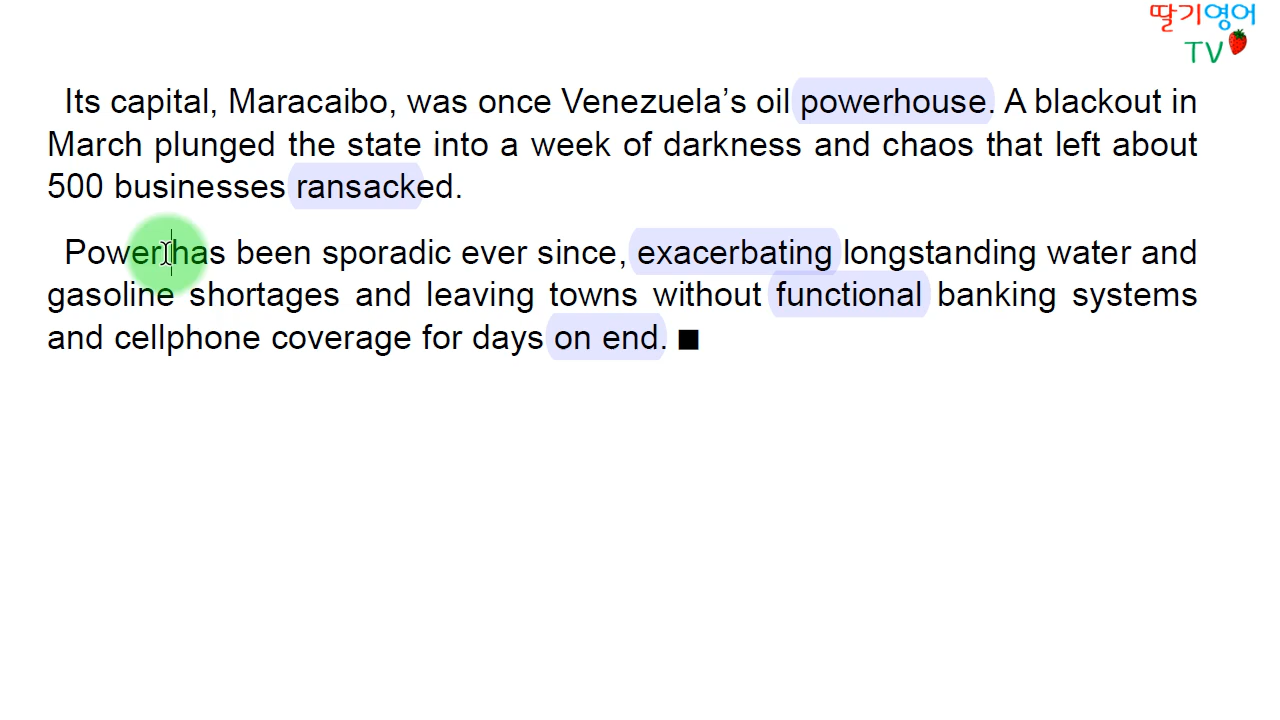 딸기영어
TV
Its capital, Maracaibo, was once Venezuela’s oil powerhouse. A blackout in
March plunged the state into a week of darkness and chaos that left about
500 businesses ransacked.
Power has been sporadic ever since, exacerbating longstanding water and
gasoline shortages and leaving towns without functional banking systems
and cellphone coverage for days on end. ■